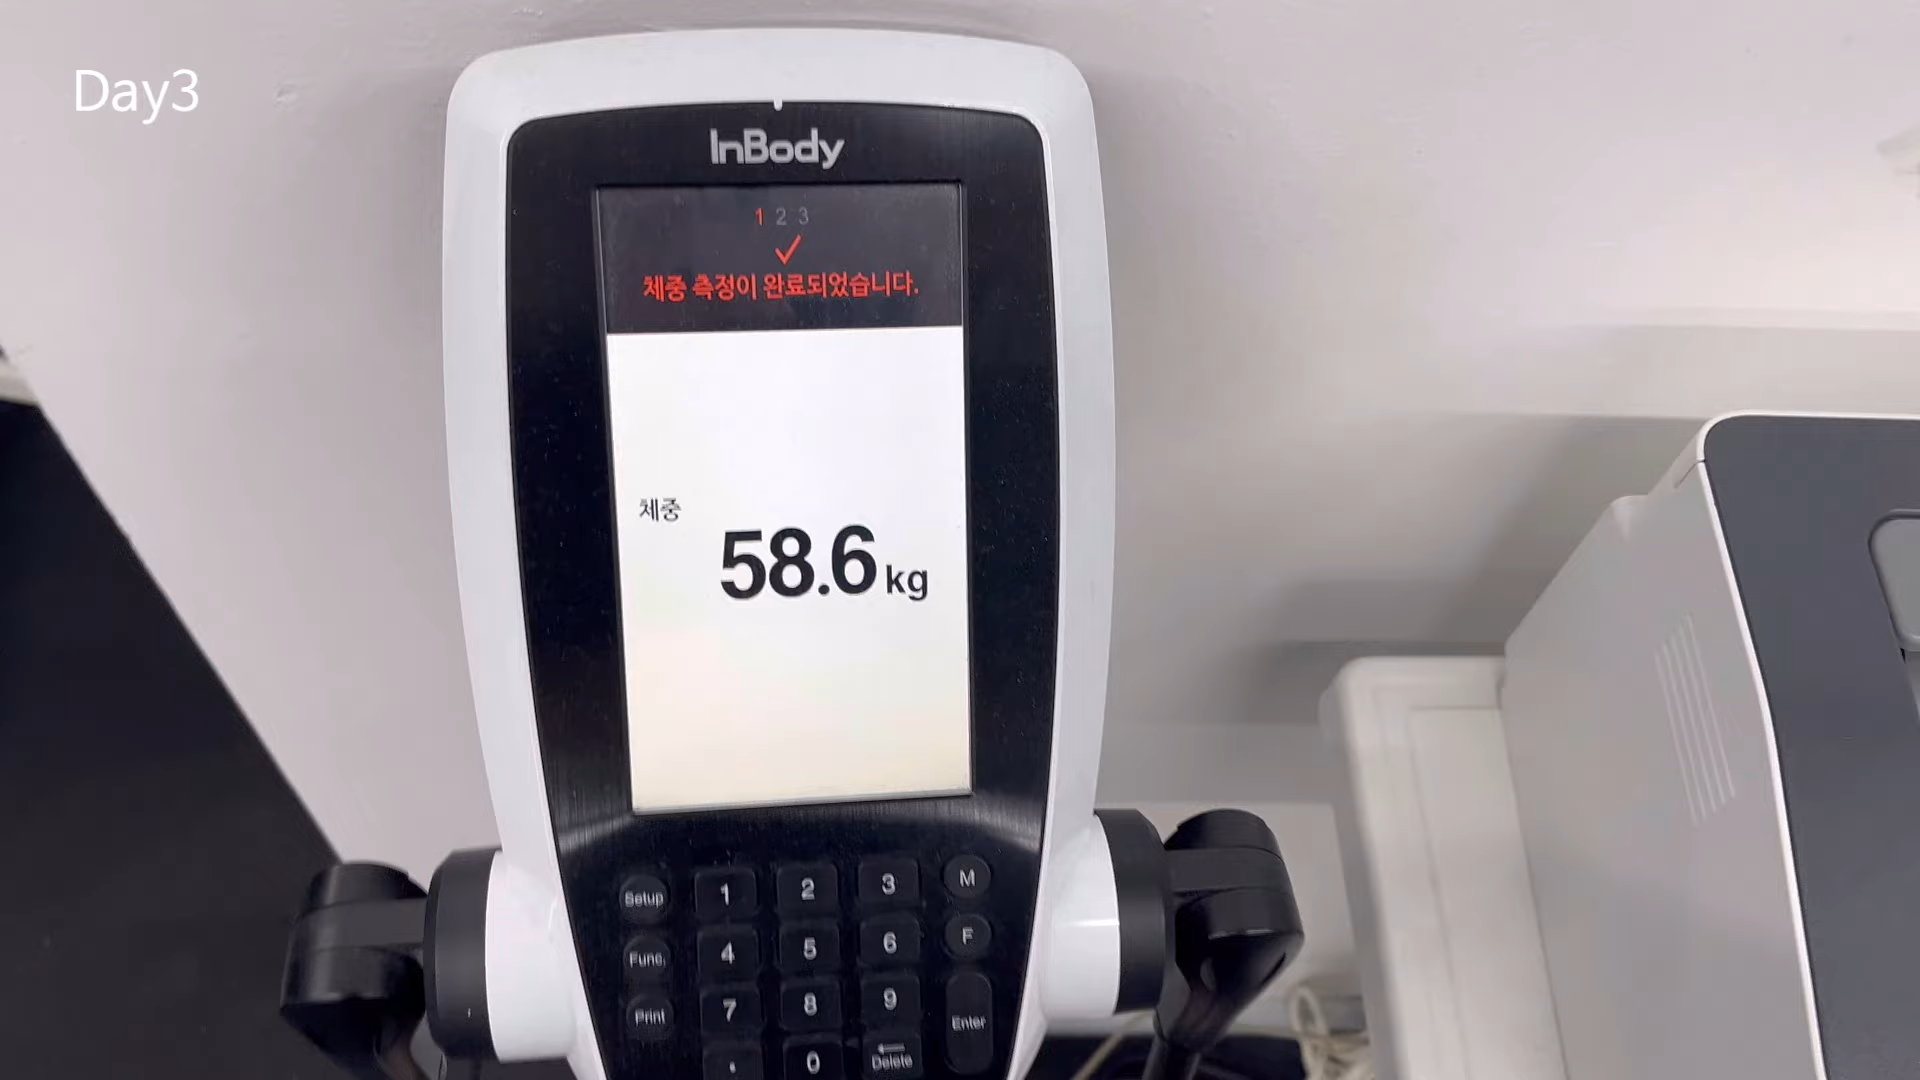 Day3
InBody
1 2 3
체중 측정이 완료되었습니다.
체중
58.6 kg
Setup 1 2 3 M
Func. 4 5 6 F
Print 7 8 9 Enter
. 0 Delete